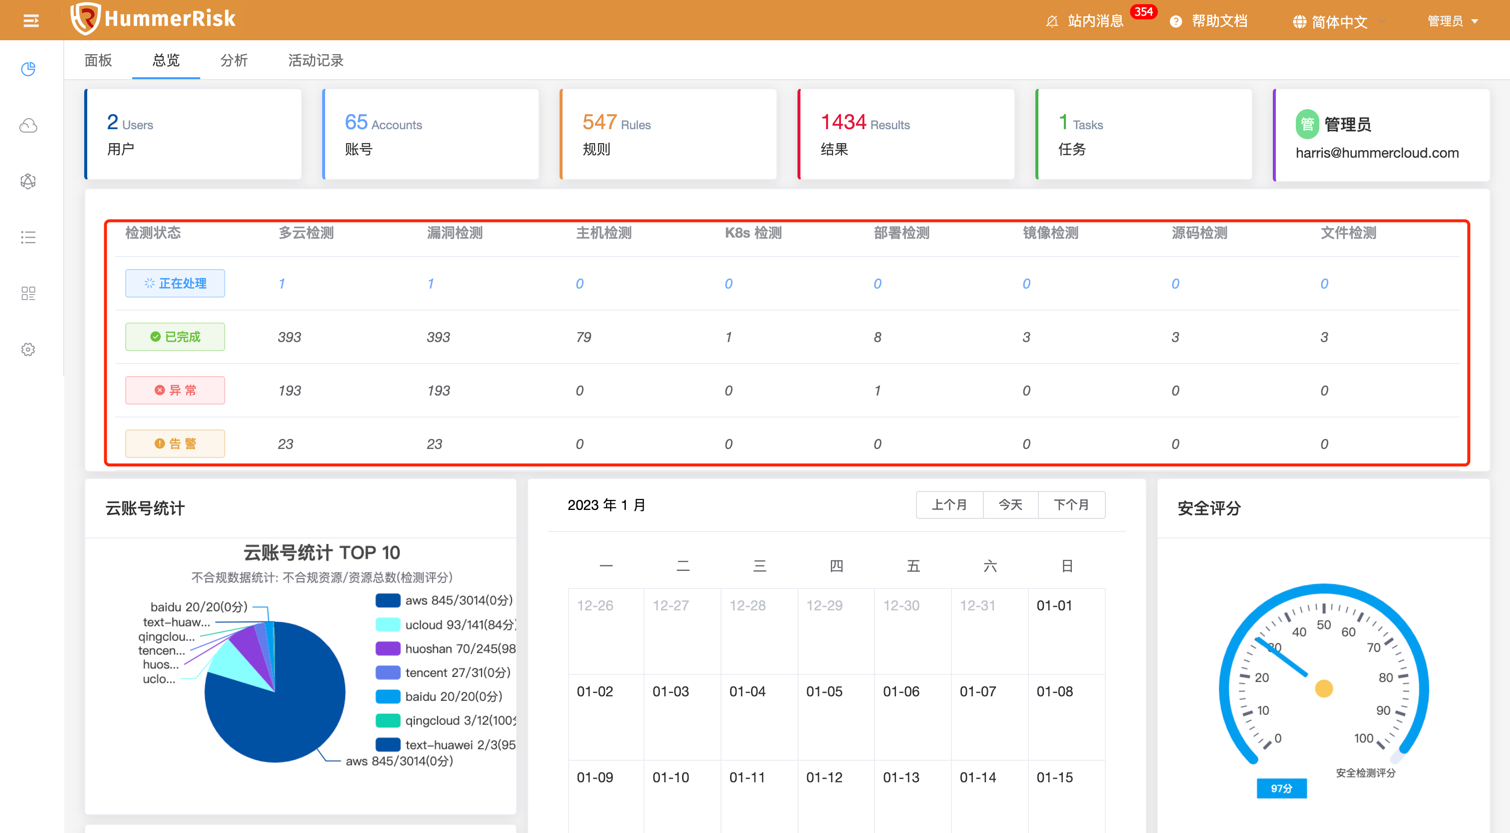 HummerRisk
站内消息 354 帮助文档 简体中文 管理员
面板 总览 分析 活动记录
2 Users
用户
65 Accounts
账号
547 Rules
规则
1434 Results
结果
1 Tasks
任务
管 管理员
harris@hummercloud.com
检测状态 多云检测 漏洞检测 主机检测 K8s 检测 部署检测 镜像检测 源码检测 文件检测
正在处理 1 1 0 0 0 0 0 0
已完成 393 393 79 1 8 3 3 3
异 常 193 193 0 0 1 0 0 0
告 警 23 23 0 0 0 0 0 0
云账号统计
云账号统计 TOP 10
不合规数据统计: 不合规资源/资源总数(检测评分)
baidu 20/20(0分)
text-huaw...
qingclou...
tencen...
huos...
uclo...
aws 845/3014(0分)
aws 845/3014(0分)
ucloud 93/141(84分
huoshan 70/245(98
tencent 27/31(0分)
baidu 20/20(0分)
qingcloud 3/12(100分
text-huawei 2/3(95
2023 年 1 月
上个月 今天 下个月
一 二 三 四 五 六 日
12-26 12-27 12-28 12-29 12-30 12-31 01-01
01-02 01-03 01-04 01-05 01-06 01-07 01-08
01-09 01-10 01-11 01-12 01-13 01-14 01-15
安全评分
0 10 20 30 40 50 60 70 80 90 100
安全检测评分
97分